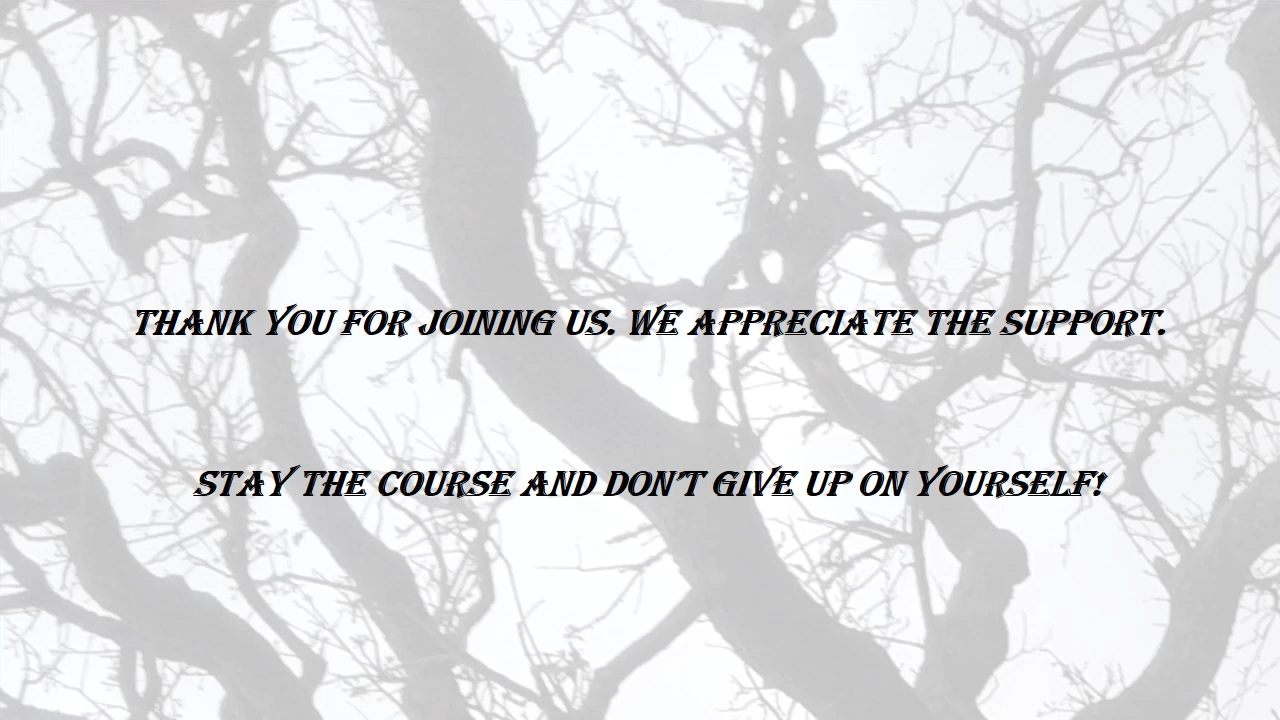 THANK YOU FOR JOINING US. WE APPRECIATE THE SUPPORT.
STAY THE COURSE AND DON'T GIVE UP ON YOURSELF!